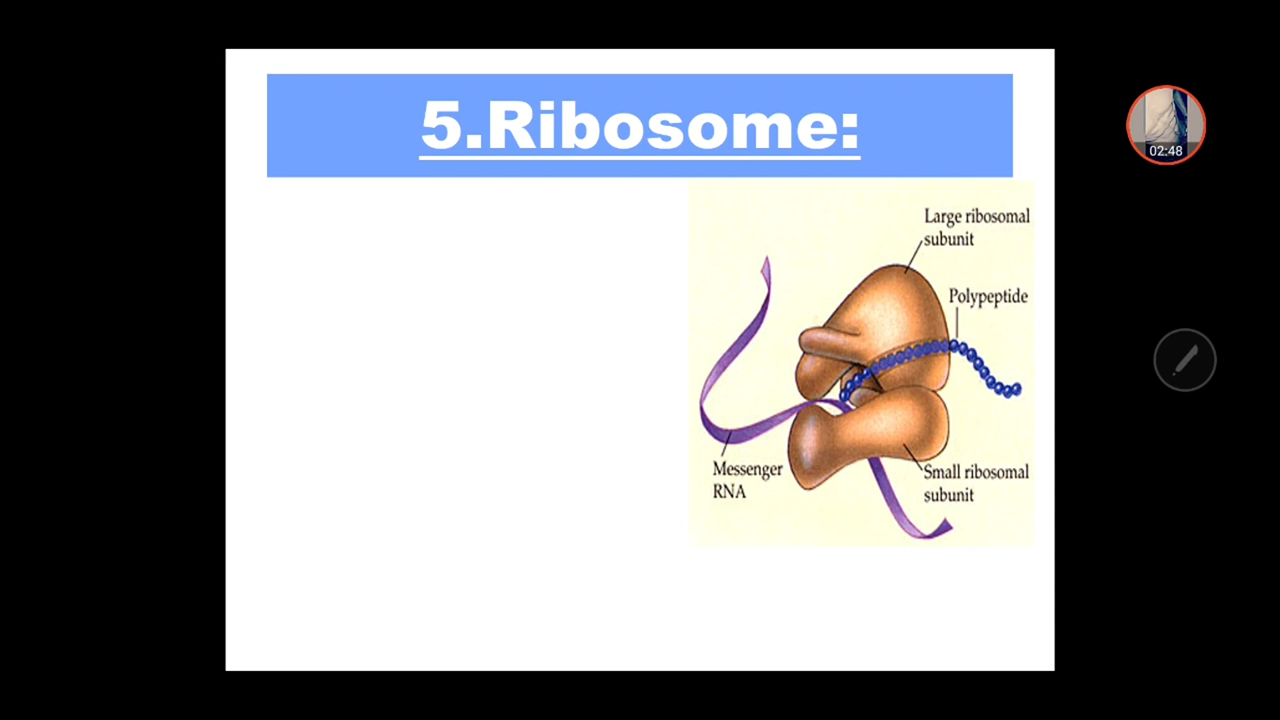 5.Ribosome:
02:48
Large ribosomal
subunit
Polypeptide
Messenger
RNA
Small ribosomal
subunit